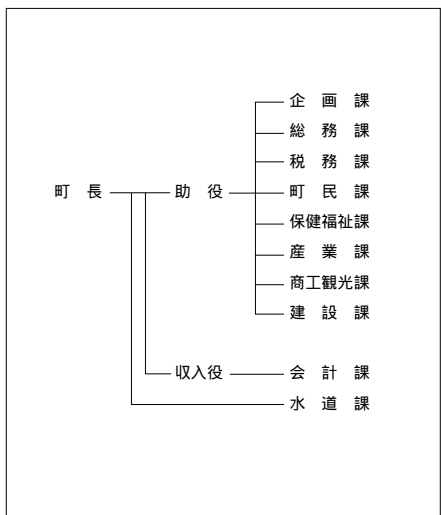 企画課
総務課
税務課
町長 助役 町民課
保健福祉課
産業課
商工観光課
建設課
収入役 会計課
水道課